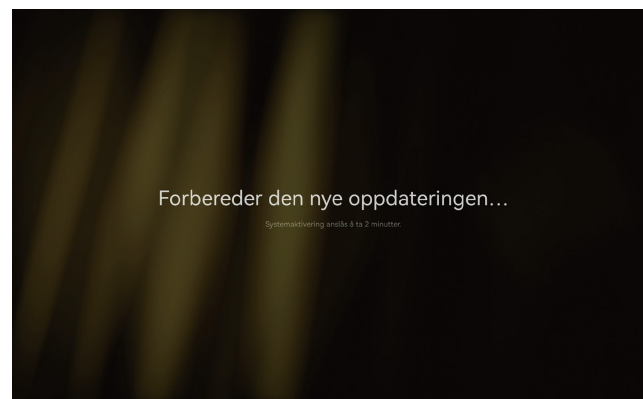 Forbereder den nye oppdateringen...
Systemaktivering anslås å ta 2 minutter.